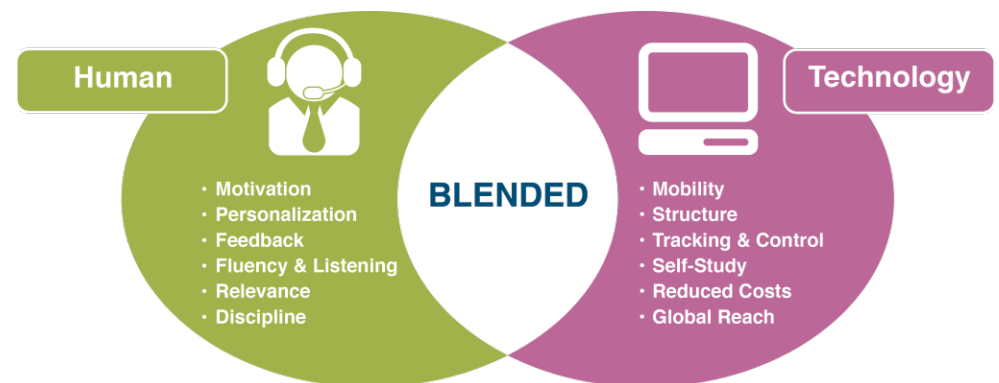 Human
• Motivation
• Personalization
• Feedback
• Fluency & Listening
• Relevance
• Discipline
BLENDED
Technology
• Mobility
• Structure
• Tracking & Control
• Self-Study
• Reduced Costs
• Global Reach